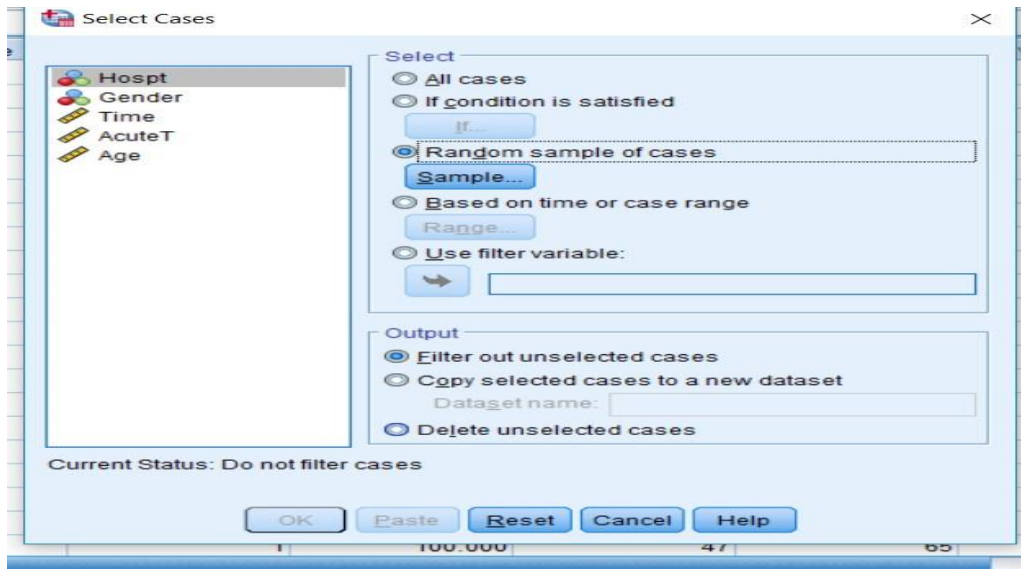 Select Cases
Hospt
Gender
Time
AcuteT
Age
Select
All cases
If condition is satisfied
If...
Random sample of cases
Sample...
Based on time or case range
Range...
Use filter variable:
Output
Filter out unselected cases
Copy selected cases to a new dataset
Dataset name:
Delete unselected cases
Current Status: Do not filter cases
OK Paste Reset Cancel Help
1 100.000 47 65